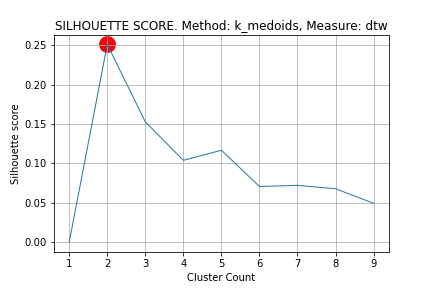 SILHOUETTE SCORE. Method: k_medoids, Measure: dtw
Silhouette score
0.25
0.20
0.15
0.10
0.05
0.00
1 2 3 4 5 6 7 8 9
Cluster Count